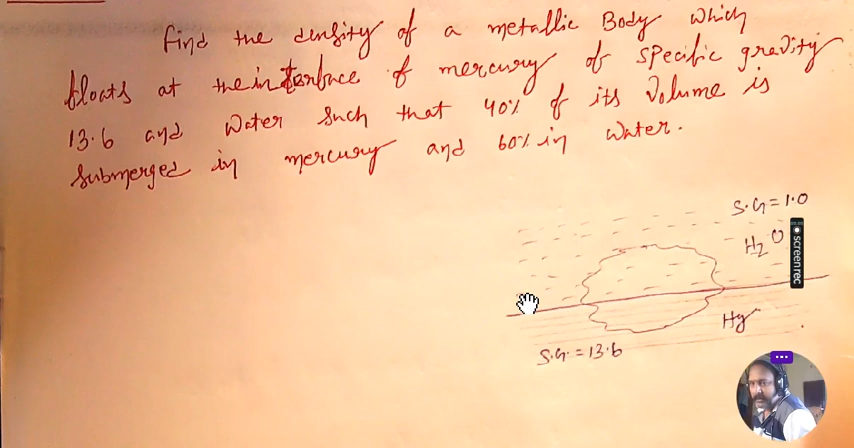 Find the density of a metallic Body which
floats at the interface of mercury of specific gravity
13.6 and Water such that 40% of its Volume is
submerged in mercury and 60% in water.
S.G = 1.0
H2O
screenrec
Hg
S.G. = 13.6